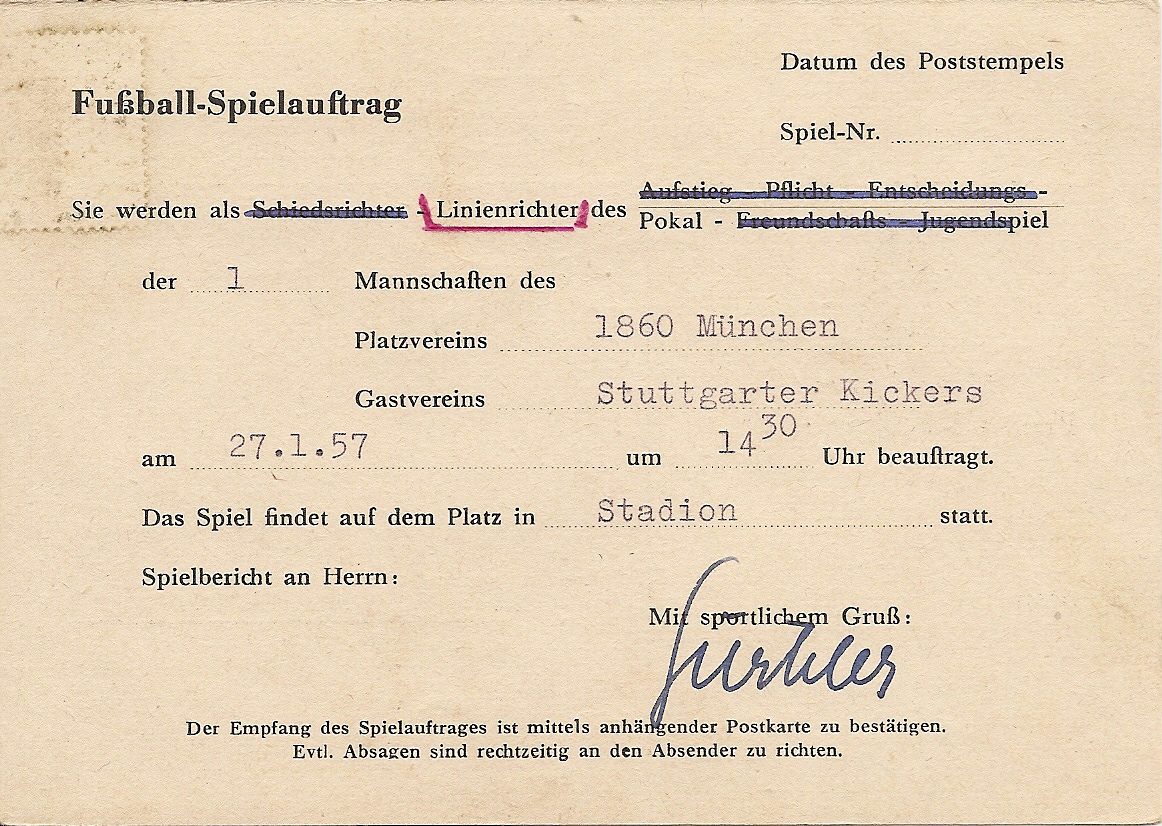 Datum des Poststempels
Fußball-Spielauftrag
Spiel-Nr.
Aufstieg - Pflicht - Entscheidungs -
Sie werden als Schiedsrichter - Linienrichter des
Pokal - Freundschafts - Jugendspiel
der 1 Mannschaften des
Platzvereins 1860 München
Gastvereins Stuttgarter Kickers
am 27.1.57 um 14 30 Uhr beauftragt.
Das Spiel findet auf dem Platz in Stadion statt.
Spielbericht an Herrn:
Mit sportlichem Gruß:
Der Empfang des Spielauftrages ist mittels anhängender Postkarte zu bestätigen.
Evtl. Absagen sind rechtzeitig an den Absender zu richten.